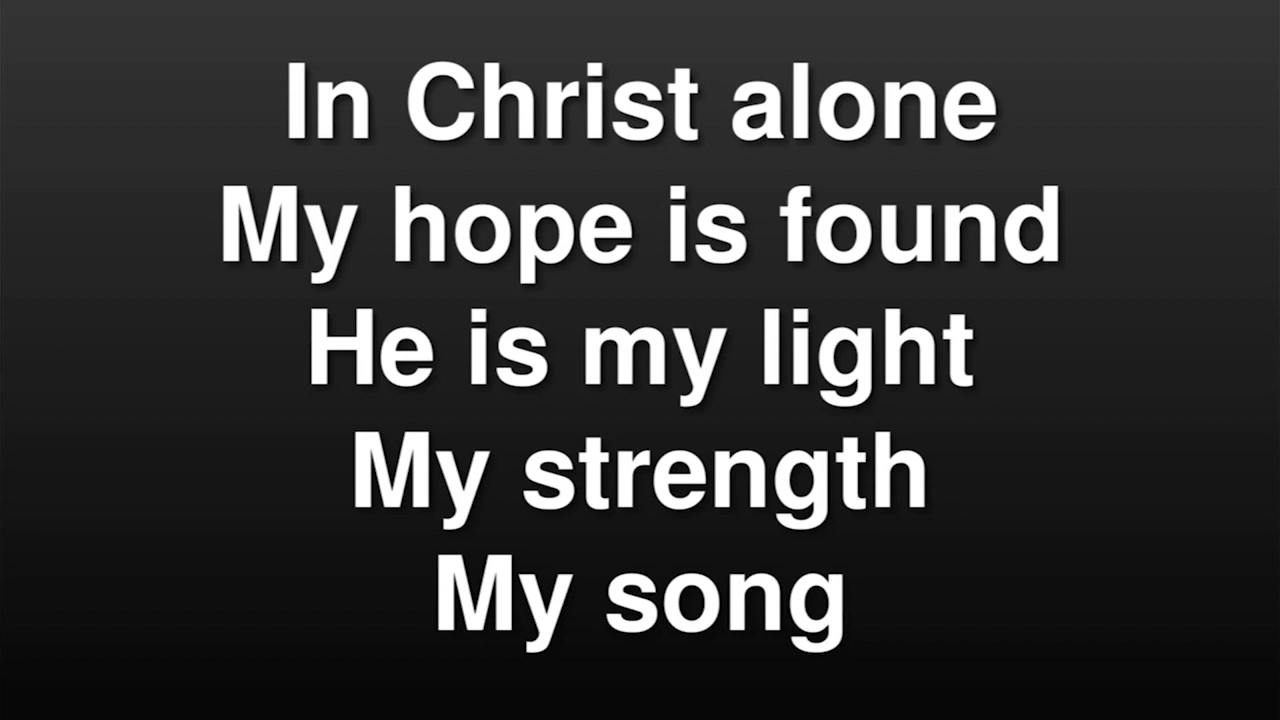 In Christ alone
My hope is found
He is my light
My strength
My song